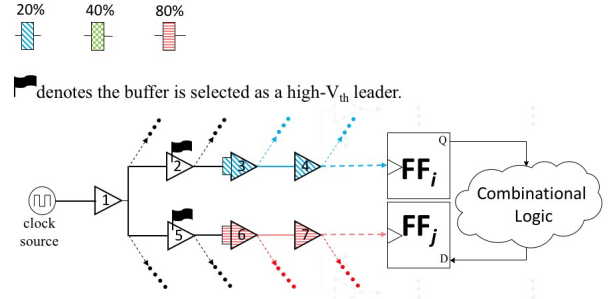 20% 40% 80%
denotes the buffer is selected as a high-Vth leader.
2 3 4 FFi Q
1
clock
source
Combinational
Logic
5 6 7 FFj D